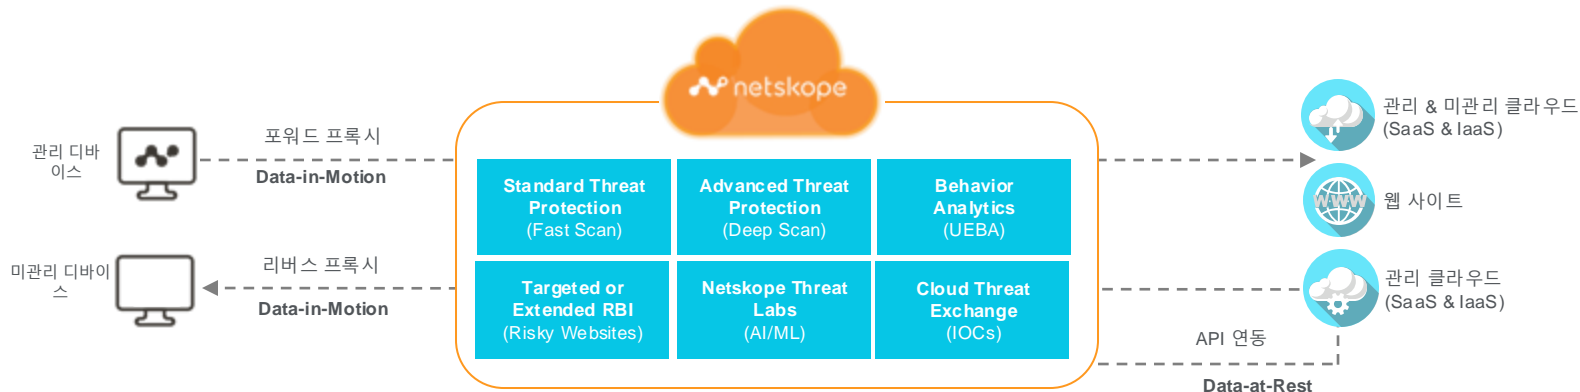 netskope
관리 디바
이스
포워드 프록시
Data-in-Motion
미관리 디바이
스
리버스 프록시
Data-in-Motion
Standard Threat
Protection
(Fast Scan)
Advanced Threat
Protection
(Deep Scan)
Behavior
Analytics
(UEBA)
Targeted or
Extended RBI
(Risky Websites)
Netskope Threat
Labs
(AI/ML)
Cloud Threat
Exchange
(IOCs)
관리 & 미관리 클라우드
(SaaS & IaaS)
WWW
웹 사이트
관리 클라우드
(SaaS & IaaS)
API 연동
Data-at-Rest